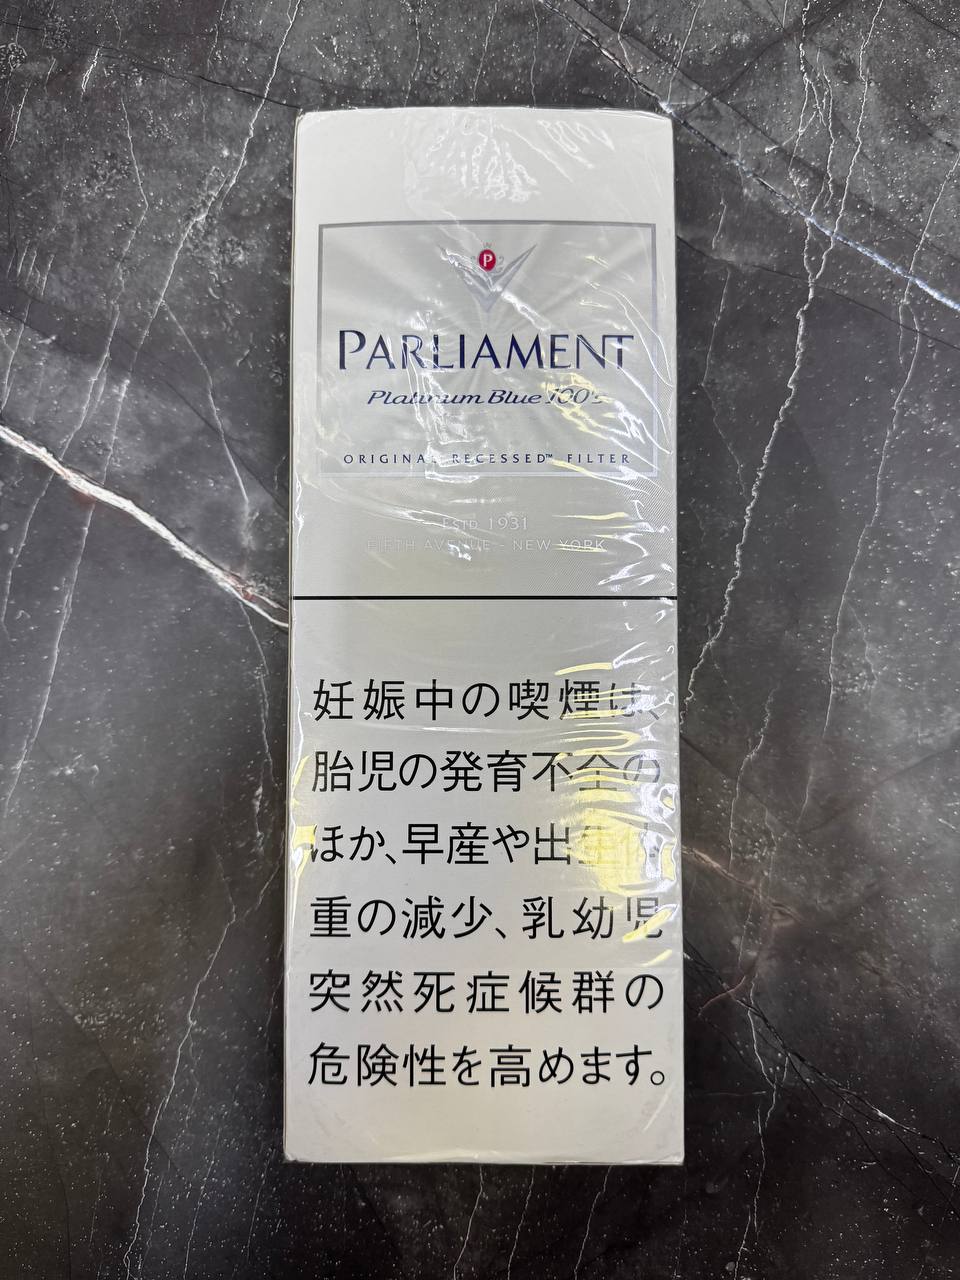 P
PARLIAMENT
Platinum Blue 100's
ORIGINAL RECESSED™ FILTER
ESTD 1931
FIFTH AVENUE - NEW YORK
妊娠中の喫煙は、
胎児の発育不全の
ほか、早産や出生体
重の減少、乳幼児
突然死症候群の
危険性を高めます。